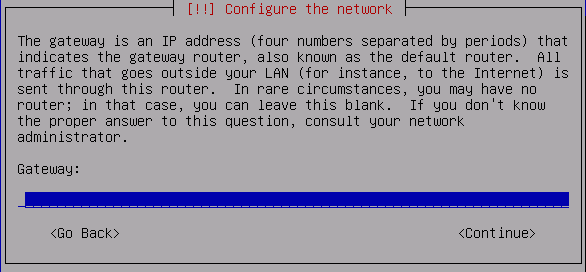 [!!] Configure the network
The gateway is an IP address (four numbers separated by periods) that
indicates the gateway router, also known as the default router.  All
traffic that goes outside your LAN (for instance, to the Internet) is
sent through this router.  In rare circumstances, you may have no
router; in that case, you can leave this blank.  If you don't know
the proper answer to this question, consult your network
administrator.
Gateway:
<Go Back> <Continue>